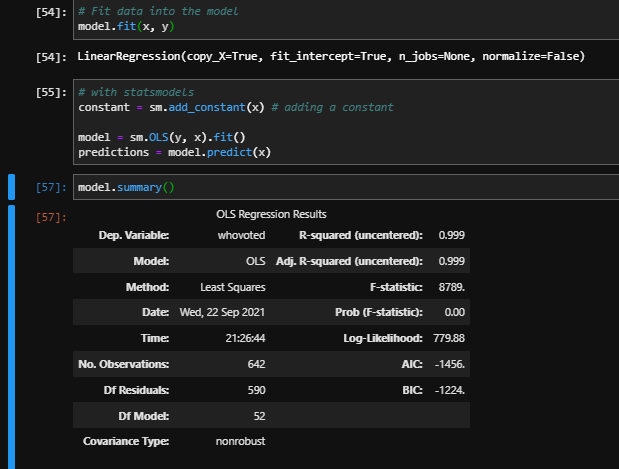 [54]: # Fit data into the model
model.fit(x, y)
[54]: LinearRegression(copy_X=True, fit_intercept=True, n_jobs=None, normalize=False)
[55]: # with statsmodels
constant = sm.add_constant(x) # adding a constant
model = sm.OLS(y, x).fit()
predictions = model.predict(x)
[57]: model.summary()
[57]: OLS Regression Results
Dep. Variable: whovoted R-squared (uncentered): 0.999
Model: OLS Adj. R-squared (uncentered): 0.999
Method: Least Squares F-statistic: 8789.
Date: Wed, 22 Sep 2021 Prob (F-statistic): 0.00
Time: 21:26:44 Log-Likelihood: 779.88
No. Observations: 642 AIC: -1456.
Df Residuals: 590 BIC: -1224.
Df Model: 52
Covariance Type: nonrobust